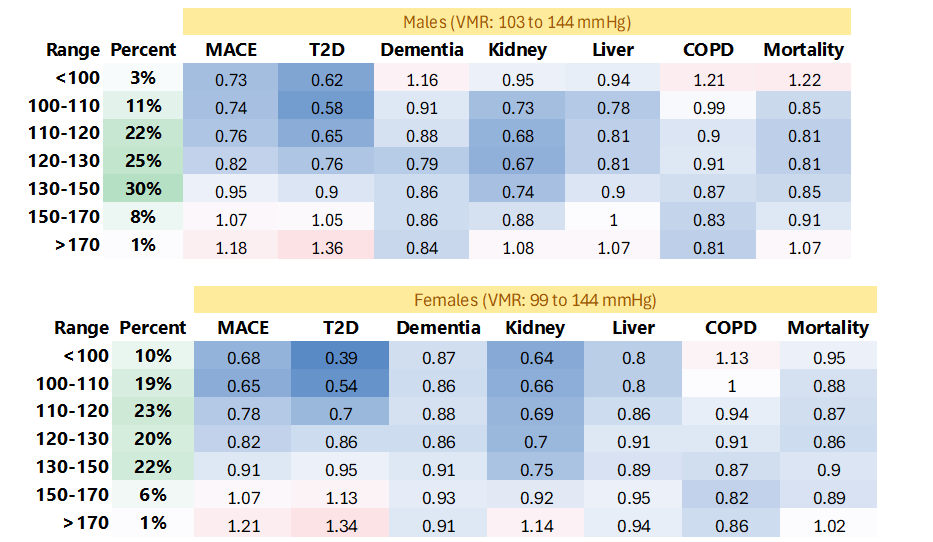 Males (VMR: 103 to 144 mmHg)
Range Percent MACE T2D Dementia Kidney Liver COPD Mortality
<100 3% 0.73 0.62 1.16 0.95 0.94 1.21 1.22
100-110 11% 0.74 0.58 0.91 0.73 0.78 0.99 0.85
110-120 22% 0.76 0.65 0.88 0.68 0.81 0.9 0.81
120-130 25% 0.82 0.76 0.79 0.67 0.81 0.91 0.81
130-150 30% 0.95 0.9 0.86 0.74 0.9 0.87 0.85
150-170 8% 1.07 1.05 0.86 0.88 1 0.83 0.91
>170 1% 1.18 1.36 0.84 1.08 1.07 0.81 1.07
Females (VMR: 99 to 144 mmHg)
Range Percent MACE T2D Dementia Kidney Liver COPD Mortality
<100 10% 0.68 0.39 0.87 0.64 0.8 1.13 0.95
100-110 19% 0.65 0.54 0.86 0.66 0.8 1 0.88
110-120 23% 0.78 0.7 0.88 0.69 0.86 0.94 0.87
120-130 20% 0.82 0.86 0.86 0.7 0.91 0.91 0.86
130-150 22% 0.91 0.95 0.91 0.75 0.89 0.87 0.9
150-170 6% 1.07 1.13 0.93 0.92 0.95 0.82 0.89
>170 1% 1.21 1.34 0.91 1.14 0.94 0.86 1.02